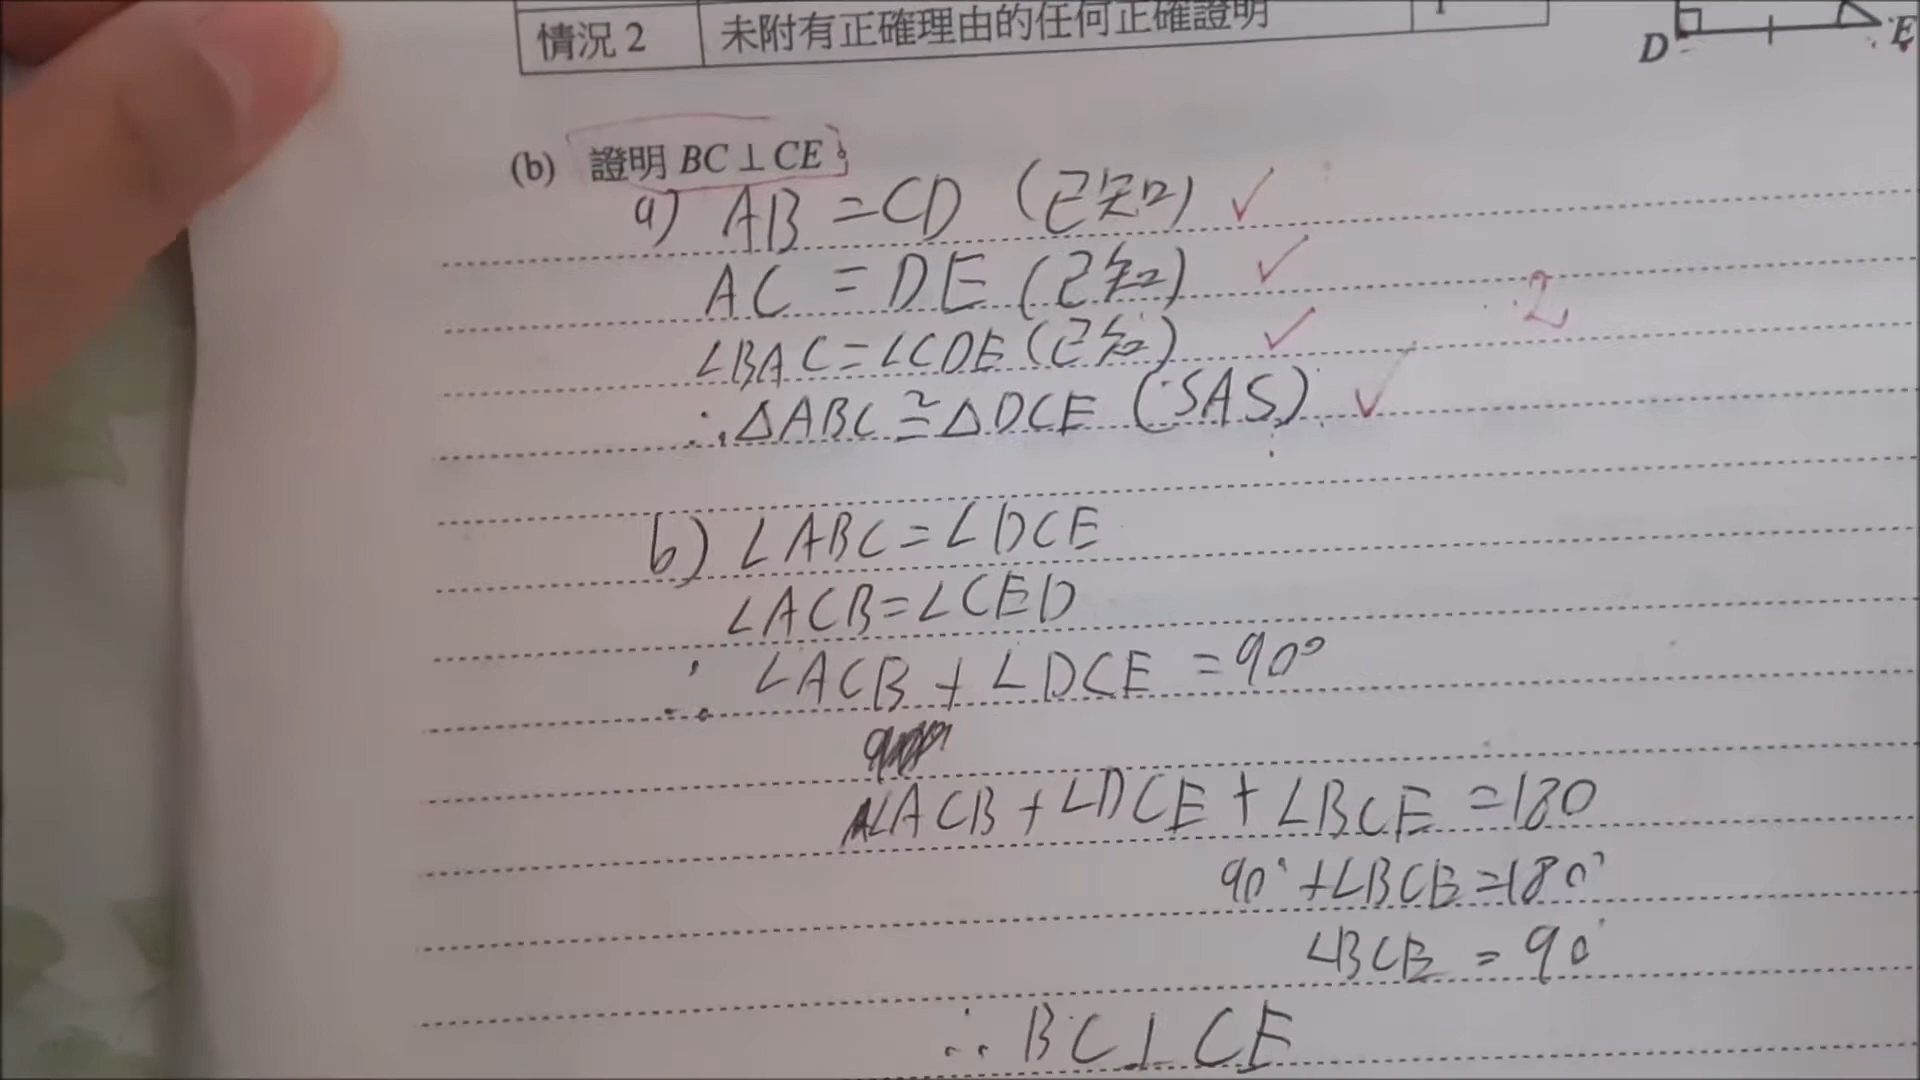 情況 2 未附有正確理由的任何正確證明 1
D E
(b) 證明 BC ⊥ CE
a) AB = CD (已知) ✓
AC = DE (已知) ✓
2
∠BAC = ∠CDE (已知) ✓
∴ △ABC ≅ △DCE (SAS) ✓
b) ∠ABC = ∠DCE
∠ACB = ∠CED
∴ ∠ACB + ∠DCE = 90°
∠ACB + ∠DCE + ∠BCE = 180
90° + ∠BCE = 180°
∠BCE = 90°
∴ BC ⊥ CE